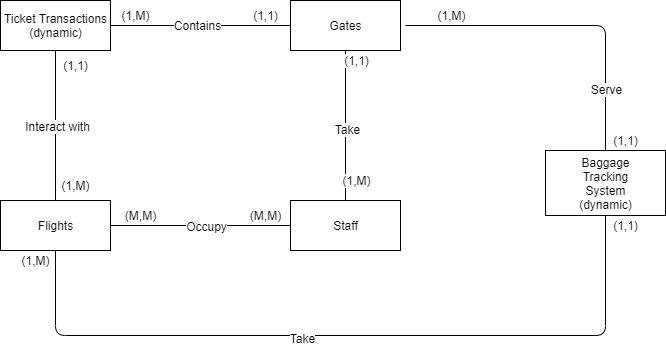 Ticket Transactions
(dynamic)
(1,M)
Contains
(1,1)
Gates
(1,M)
(1,1)
(1,1)
Serve
Interact with
Take
(1,1)
Baggage
Tracking
System
(dynamic)
(1,M)
(1,M)
Flights
(M,M)
Occupy
(M,M)
Staff
(1,1)
(1,M)
Take